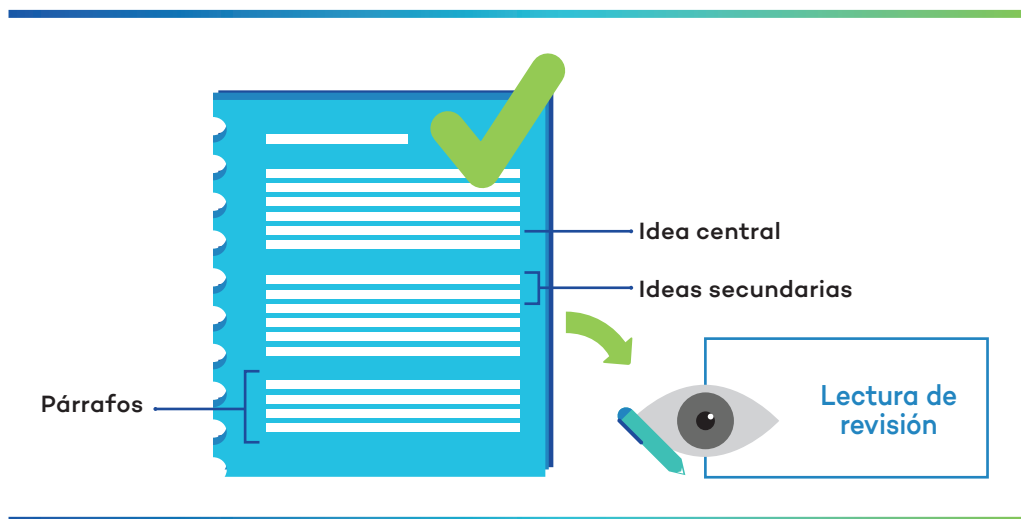 Idea central
Ideas secundarias
Párrafos
Lectura de
revisión